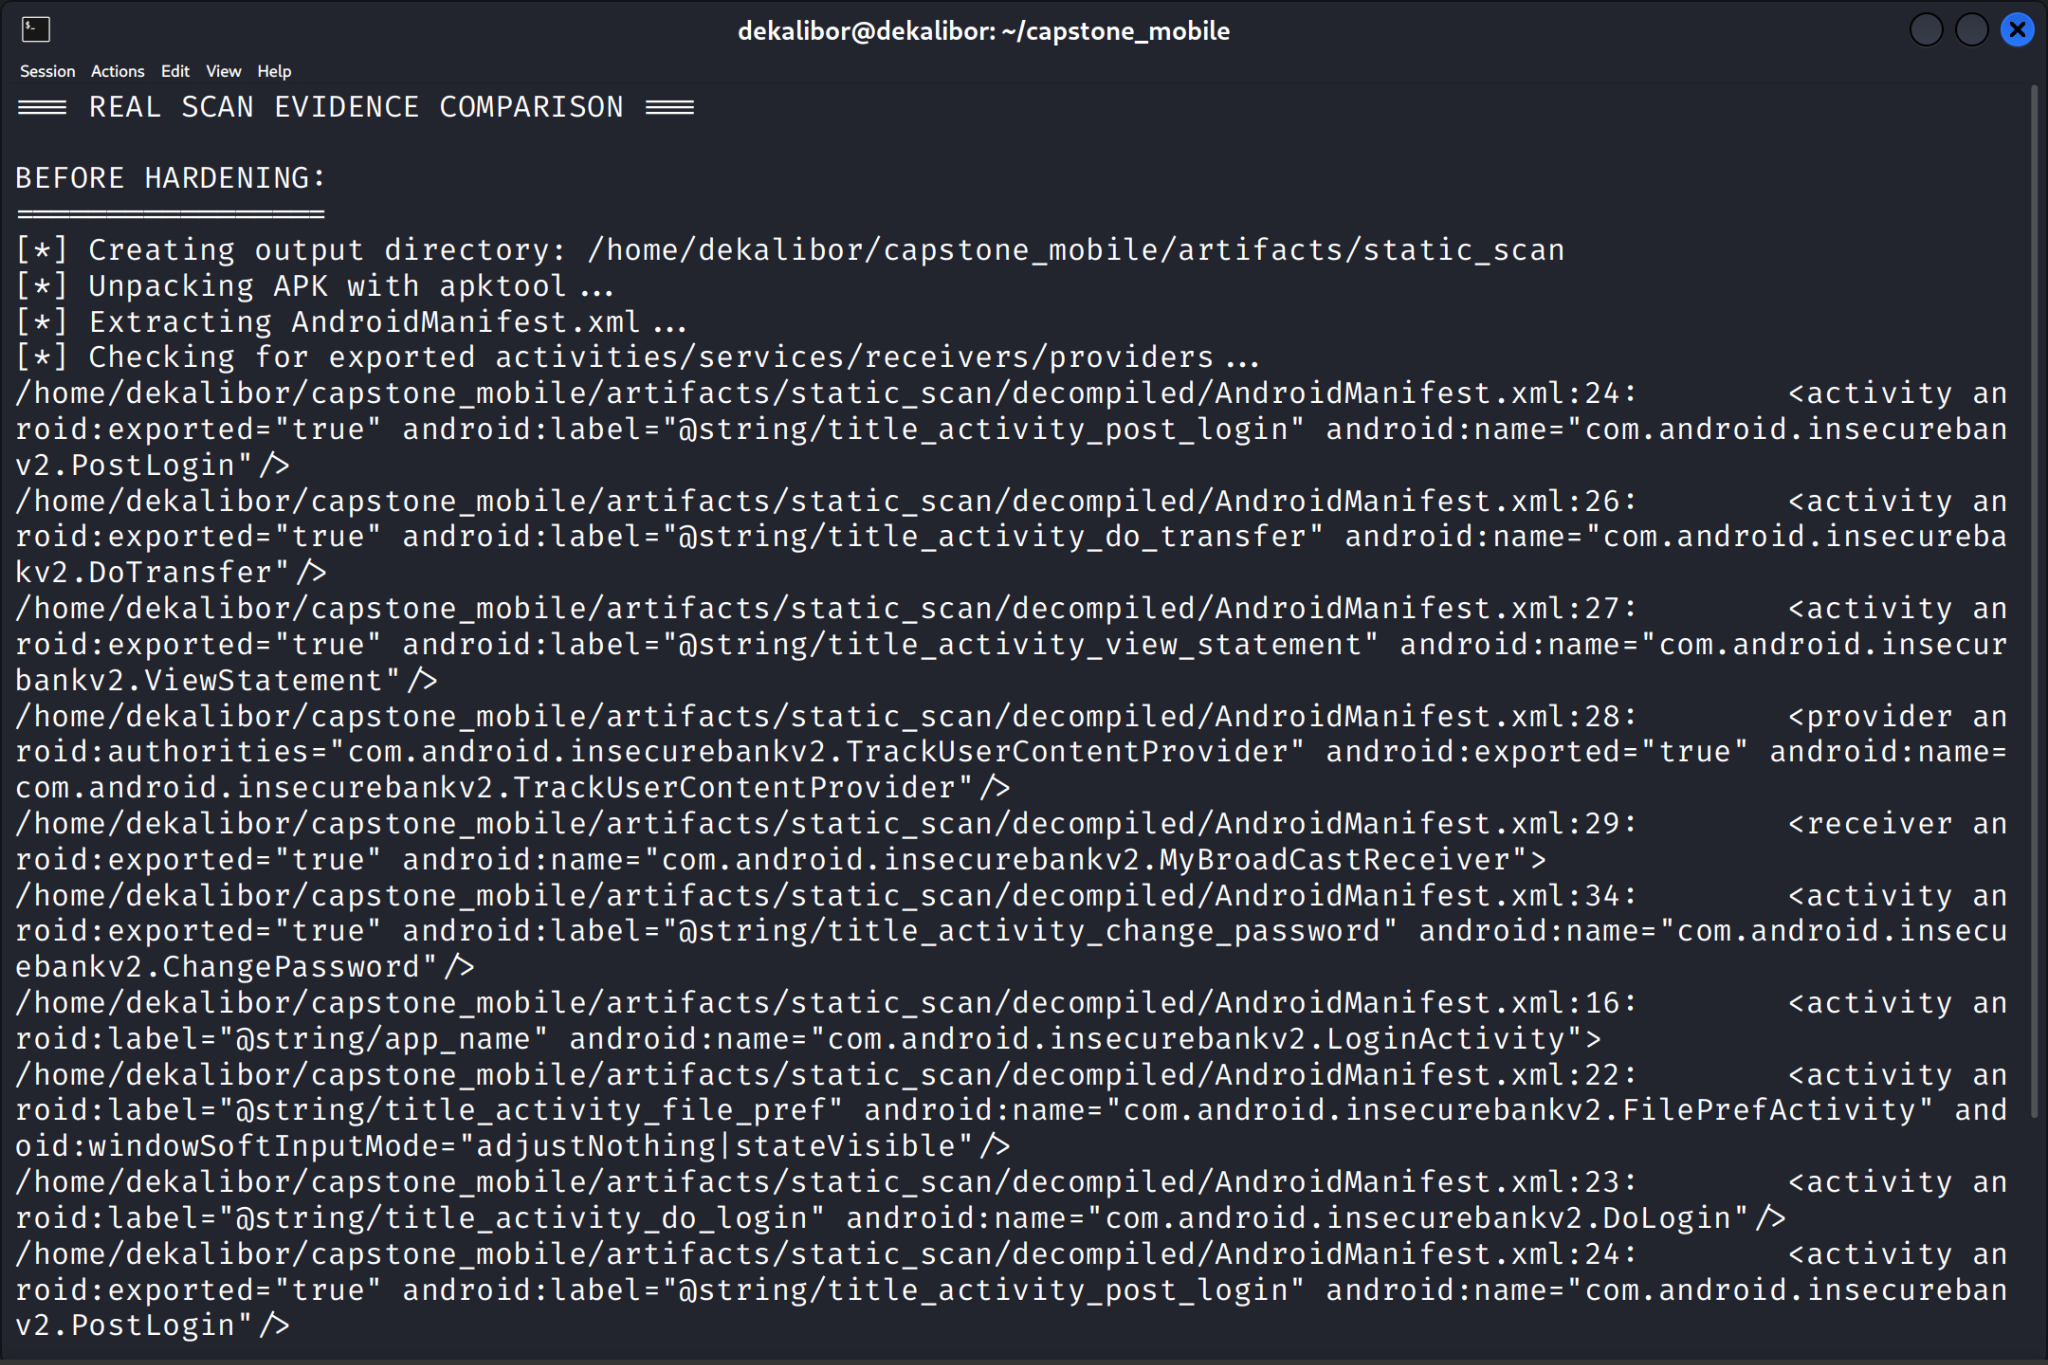 dekalibor@dekalibor: ~/capstone_mobile
Session Actions Edit View Help
=== REAL SCAN EVIDENCE COMPARISON ===
BEFORE HARDENING:
=================
[*] Creating output directory: /home/dekalibor/capstone_mobile/artifacts/static_scan
[*] Unpacking APK with apktool...
[*] Extracting AndroidManifest.xml...
[*] Checking for exported activities/services/receivers/providers...
/home/dekalibor/capstone_mobile/artifacts/static_scan/decompiled/AndroidManifest.xml:24:        <activity an
roid:exported="true" android:label="@string/title_activity_post_login" android:name="com.android.insecureban
v2.PostLogin"/>
/home/dekalibor/capstone_mobile/artifacts/static_scan/decompiled/AndroidManifest.xml:26:        <activity an
roid:exported="true" android:label="@string/title_activity_do_transfer" android:name="com.android.insecureba
kv2.DoTransfer"/>
/home/dekalibor/capstone_mobile/artifacts/static_scan/decompiled/AndroidManifest.xml:27:        <activity an
roid:exported="true" android:label="@string/title_activity_view_statement" android:name="com.android.insecur
bankv2.ViewStatement"/>
/home/dekalibor/capstone_mobile/artifacts/static_scan/decompiled/AndroidManifest.xml:28:        <provider an
roid:authorities="com.android.insecurebankv2.TrackUserContentProvider" android:exported="true" android:name=
com.android.insecurebankv2.TrackUserContentProvider"/>
/home/dekalibor/capstone_mobile/artifacts/static_scan/decompiled/AndroidManifest.xml:29:        <receiver an
roid:exported="true" android:name="com.android.insecurebankv2.MyBroadCastReceiver">
/home/dekalibor/capstone_mobile/artifacts/static_scan/decompiled/AndroidManifest.xml:34:        <activity an
roid:exported="true" android:label="@string/title_activity_change_password" android:name="com.android.insecu
ebankv2.ChangePassword"/>
/home/dekalibor/capstone_mobile/artifacts/static_scan/decompiled/AndroidManifest.xml:16:        <activity an
roid:label="@string/app_name" android:name="com.android.insecurebankv2.LoginActivity">
/home/dekalibor/capstone_mobile/artifacts/static_scan/decompiled/AndroidManifest.xml:22:        <activity an
roid:label="@string/title_activity_file_pref" android:name="com.android.insecurebankv2.FilePrefActivity" and
oid:windowSoftInputMode="adjustNothing|stateVisible"/>
/home/dekalibor/capstone_mobile/artifacts/static_scan/decompiled/AndroidManifest.xml:23:        <activity an
roid:label="@string/title_activity_do_login" android:name="com.android.insecurebankv2.DoLogin"/>
/home/dekalibor/capstone_mobile/artifacts/static_scan/decompiled/AndroidManifest.xml:24:        <activity an
roid:exported="true" android:label="@string/title_activity_post_login" android:name="com.android.insecureban
v2.PostLogin"/>